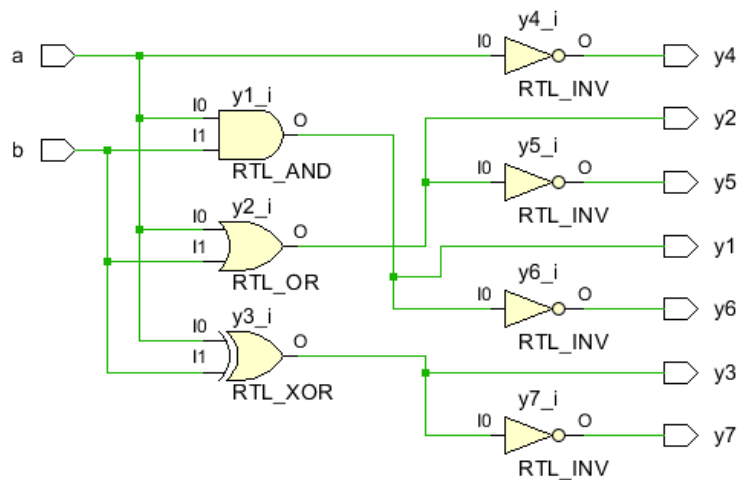 y4_i
a
I0
O
y4
RTL_INV
y1_i
I0
O
y2
I1
y5_i
b
RTL_AND
I0
O
y5
y2_i
RTL_INV
I0
O
y1
I1
y6_i
RTL_OR
I0
O
y6
y3_i
RTL_INV
I0
O
I1
y3
RTL_XOR
y7_i
I0
O
y7
RTL_INV